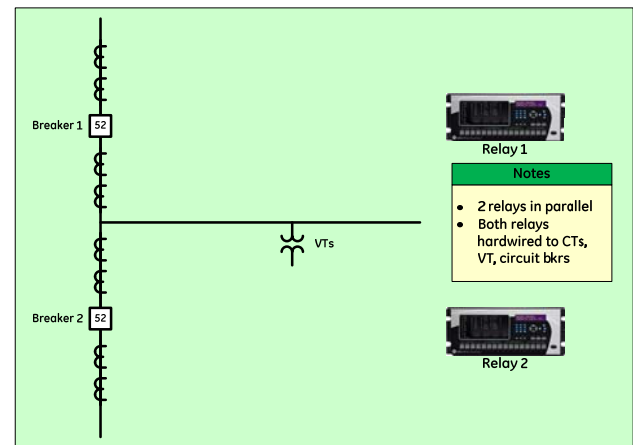 Breaker 1
52
Relay 1
Notes
• 2 relays in parallel
• Both relays
hardwired to CTs,
VT, circuit bkrs
VTs
Breaker 2
52
Relay 2